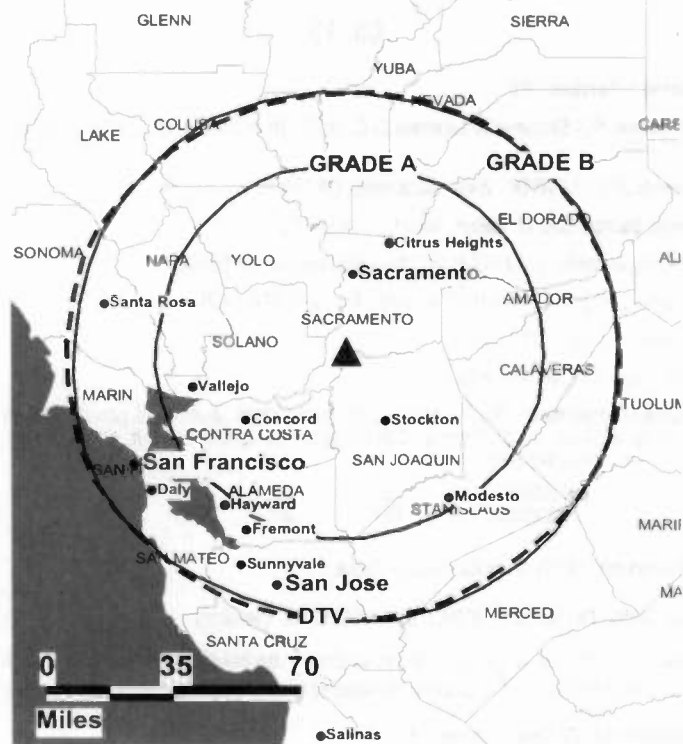 GLENN
SIERRA
YUBA
NEVADA
COLUSA
LAKE
GRADE A
GRADE B
EL DORADO
Citrus Heights
SONOMA
NAPA
YOLO
Sacramento
Santa Rosa
AMADOR
SACRAMENTO
SOLANO
CALAVERAS
Vallejo
MARIN
TUOLUM
Concord
Stockton
CONTRA COSTA
San Francisco
SAN JOAQUIN
SAN
Daly
ALAMEDA
Modesto
Hayward
STANISLAUS
Fremont
SAN MATEO
Sunnyvale
San Jose
DTV
MERCED
SANTA CRUZ
0 35 70
Miles
Salinas